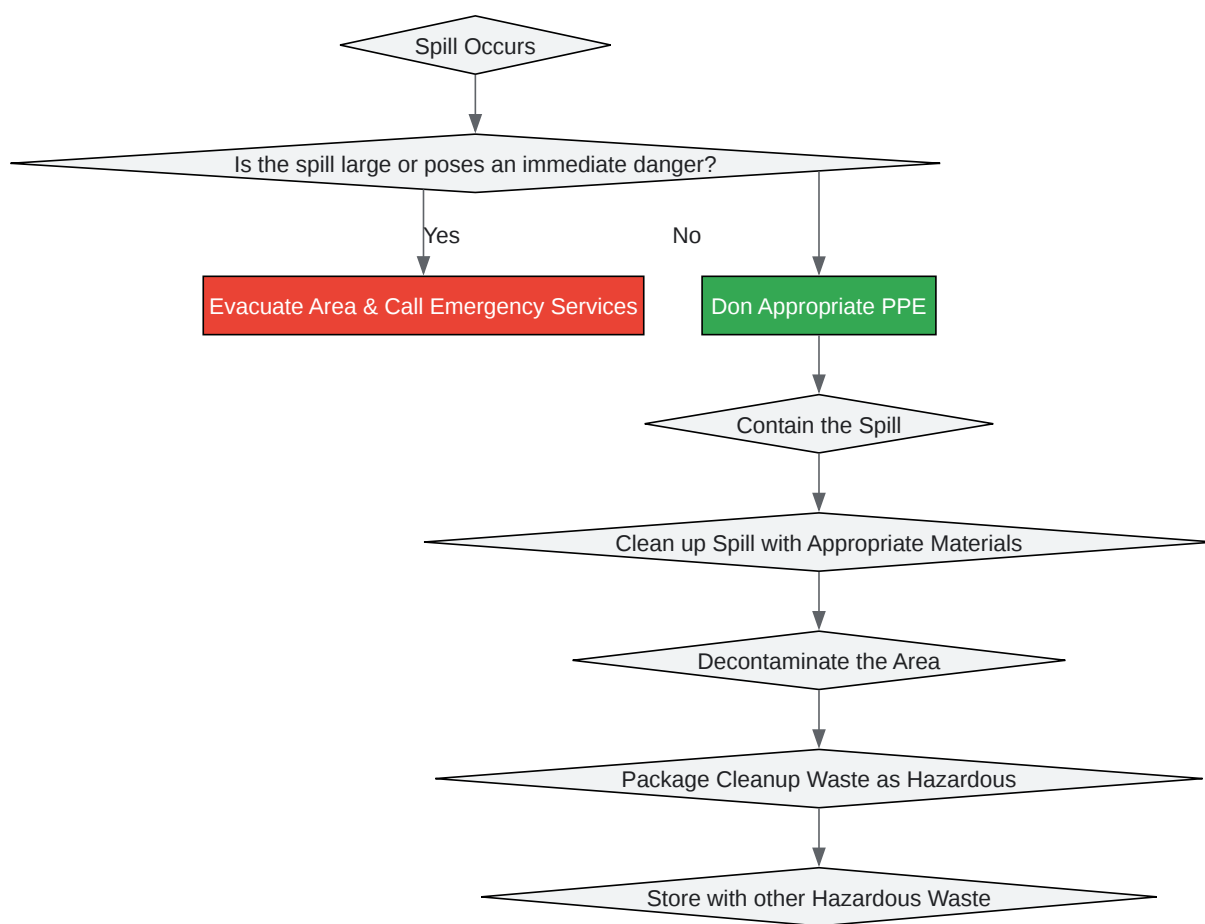 Spill Occurs
Is the spill large or poses an immediate danger?
Yes
No
Evacuate Area & Call Emergency Services
Don Appropriate PPE
Contain the Spill
Clean up Spill with Appropriate Materials
Decontaminate the Area
Package Cleanup Waste as Hazardous
Store with other Hazardous Waste